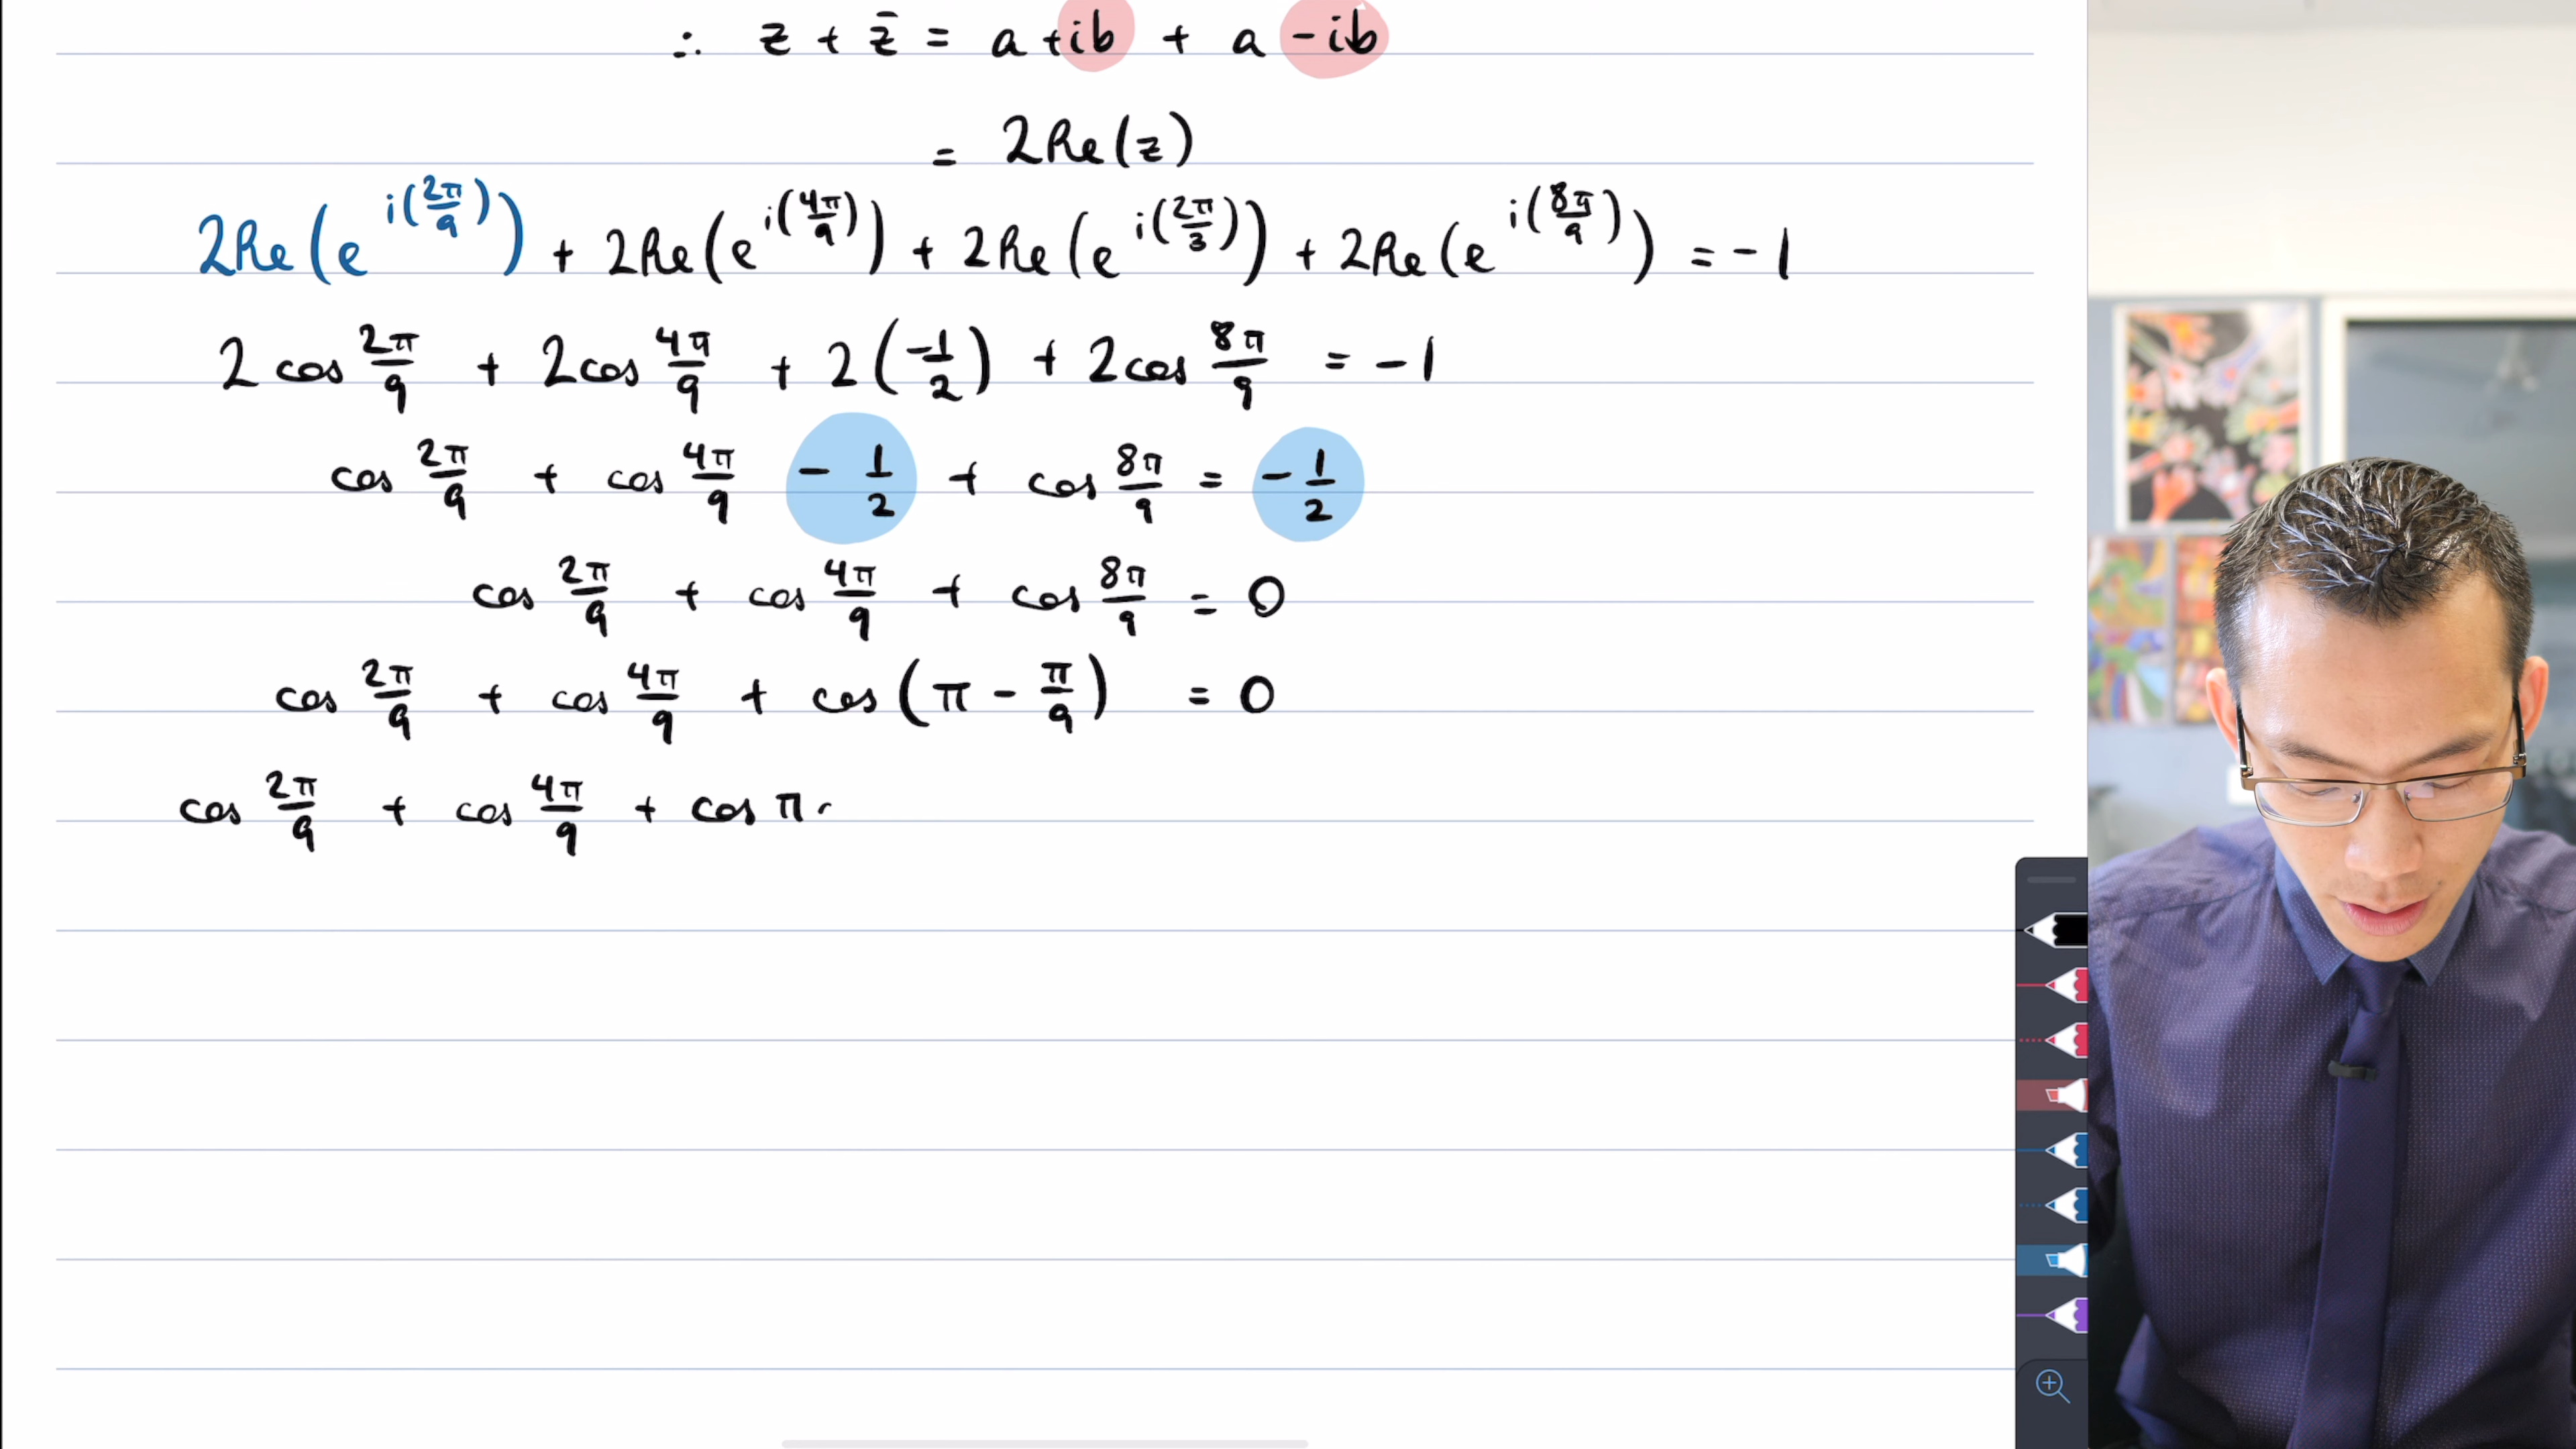 ∴ z + z̄ = a + ib + a - ib
= 2Re(z)
2Re(e^{i(2π/9)}) + 2Re(e^{i(4π/9)}) + 2Re(e^{i(2π/3)}) + 2Re(e^{i(8π/9)}) = -1
2 cos 2π/9 + 2cos 4π/9 + 2(-1/2) + 2cos 8π/9 = -1
cos 2π/9 + cos 4π/9 - 1/2 + cos 8π/9 = -1/2
cos 2π/9 + cos 4π/9 + cos 8π/9 = 0
cos 2π/9 + cos 4π/9 + cos(π - π/9) = 0
cos 2π/9 + cos 4π/9 + cos π